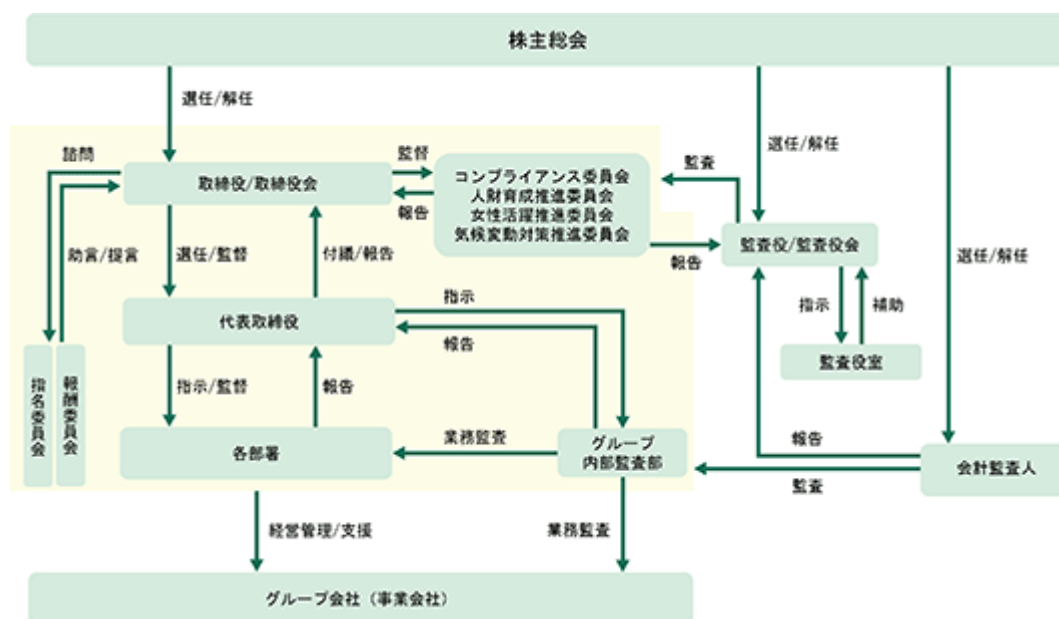 株主総会
選任/解任
選任/解任
選任/解任
諮問
取締役/取締役会
監督
報告
コンプライアンス委員会
人財育成推進委員会
女性活躍推進委員会
気候変動対策推進委員会
監査
報告
監査役/監査役会
助言/提言
選任/監督
付議/報告
指示
報告
指示
補助
代表取締役
監査役室
指名委員会
報酬委員会
指示/監督
報告
各部署
業務監査
グループ
内部監査部
報告
監査
会計監査人
経営管理/支援
業務監査
グループ会社（事業会社）